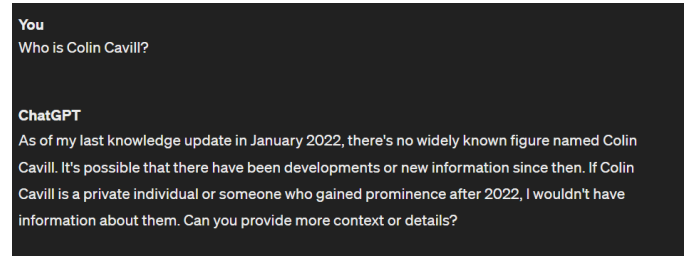 You
Who is Colin Cavill?
ChatGPT
As of my last knowledge update in January 2022, there's no widely known figure named Colin
Cavill. It's possible that there have been developments or new information since then. If Colin
Cavill is a private individual or someone who gained prominence after 2022, I wouldn't have
information about them. Can you provide more context or details?